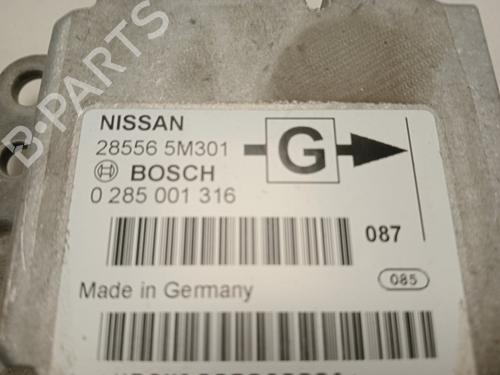 B-PARTS
NISSAN
28556 5M301
G
BOSCH
0 285 001 316
087
085
Made in Germany